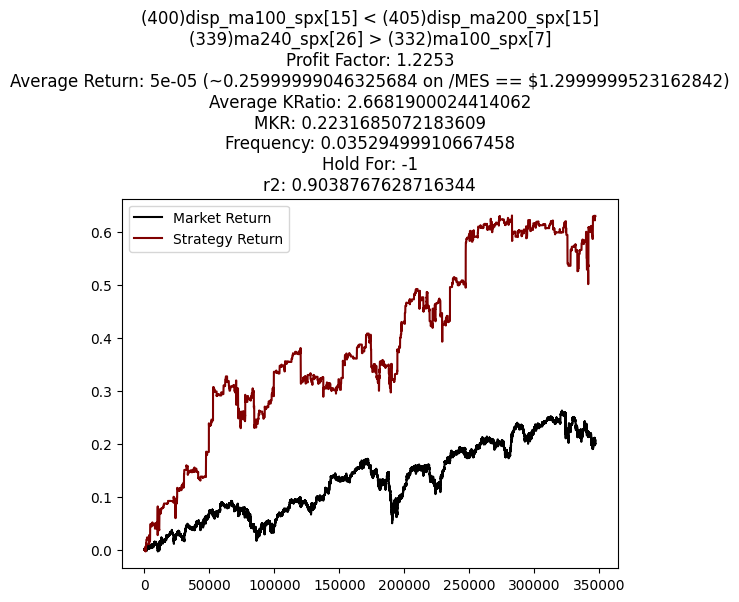 (400)disp_ma100_spx[15] < (405)disp_ma200_spx[15]
(339)ma240_spx[26] > (332)ma100_spx[7]
Profit Factor: 1.2253
Average Return: 5e-05 (~0.25999999046325684 on /MES == $1.2999999523162842)
Average KRatio: 2.6681900024414062
MKR: 0.2231685072183609
Frequency: 0.03529499910667458
Hold For: -1
r2: 0.9038767628716344
Market Return
Strategy Return
0.6
0.5
0.4
0.3
0.2
0.1
0.0
0 50000 100000 150000 200000 250000 300000 350000